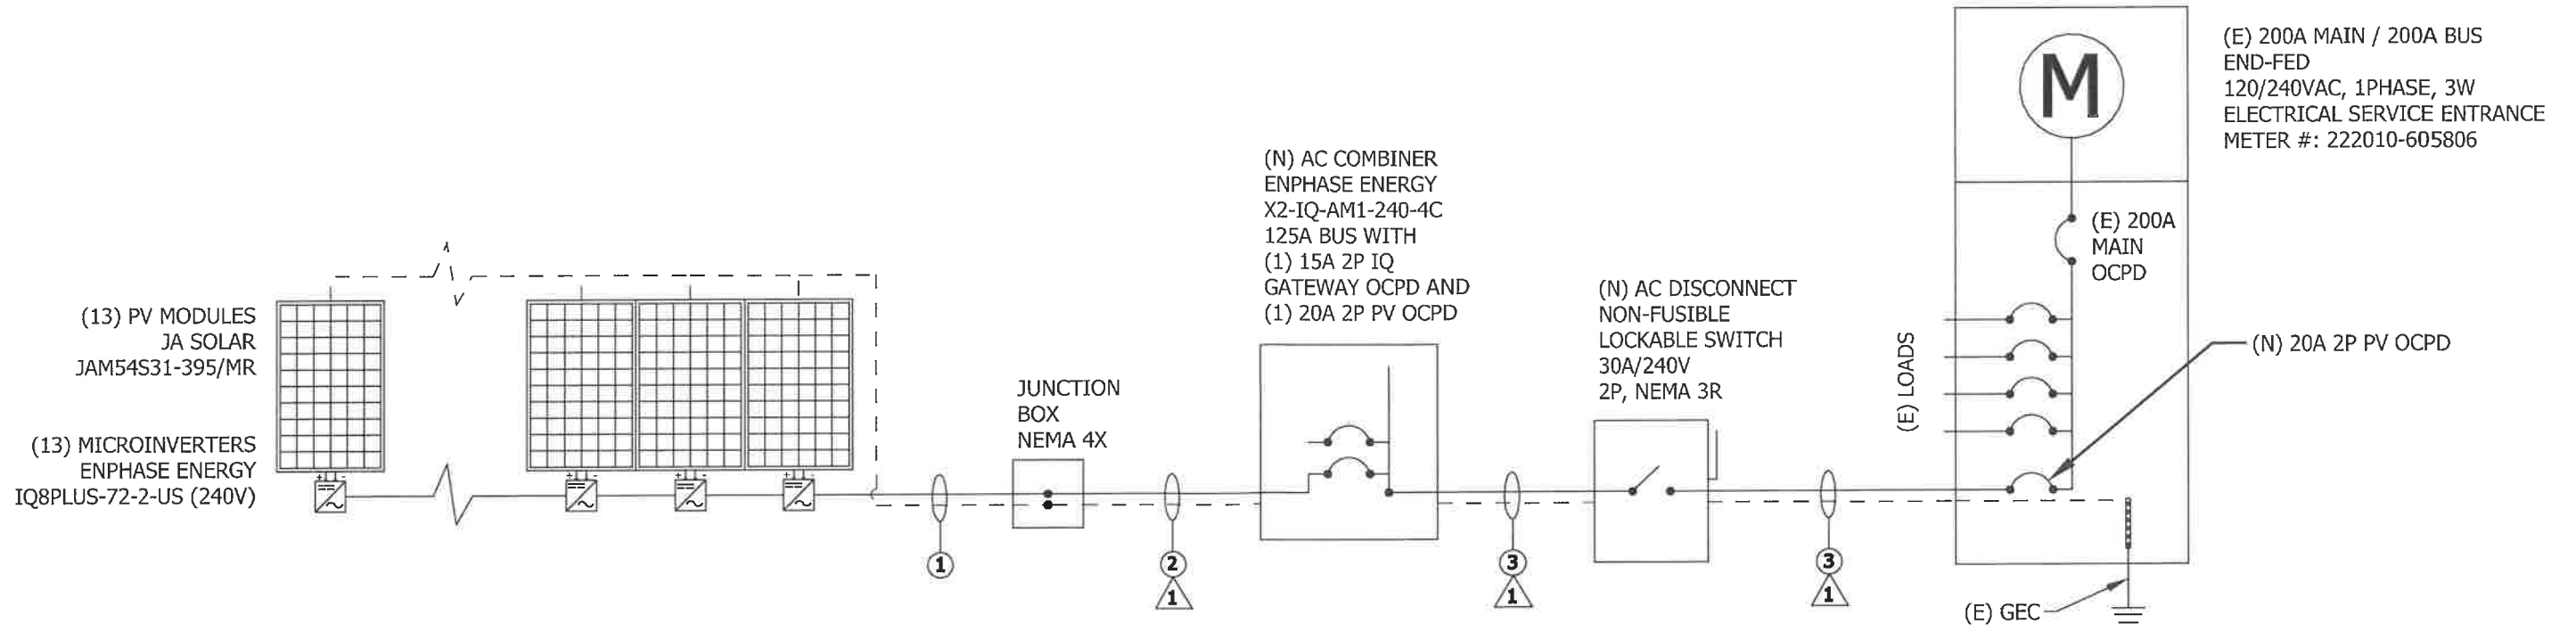 (13) PV MODULES
JA SOLAR
JAM54S31-395/MR
(13) MICROINVERTERS
ENPHASE ENERGY
IQ8PLUS-72-2-US (240V)
JUNCTION
BOX
NEMA 4X
(N) AC COMBINER
ENPHASE ENERGY
X2-IQ-AM1-240-4C
125A BUS WITH
(1) 15A 2P IQ
GATEWAY OCPD AND
(1) 20A 2P PV OCPD
(N) AC DISCONNECT
NON-FUSIBLE
LOCKABLE SWITCH
30A/240V
2P, NEMA 3R
M
(E) 200A
MAIN
OCPD
(E) LOADS
(E) 200A MAIN / 200A BUS
END-FED
120/240VAC, 1PHASE, 3W
ELECTRICAL SERVICE ENTRANCE
METER #: 222010-605806
(N) 20A 2P PV OCPD
(E) GEC
1
2
1
3
1
3
1